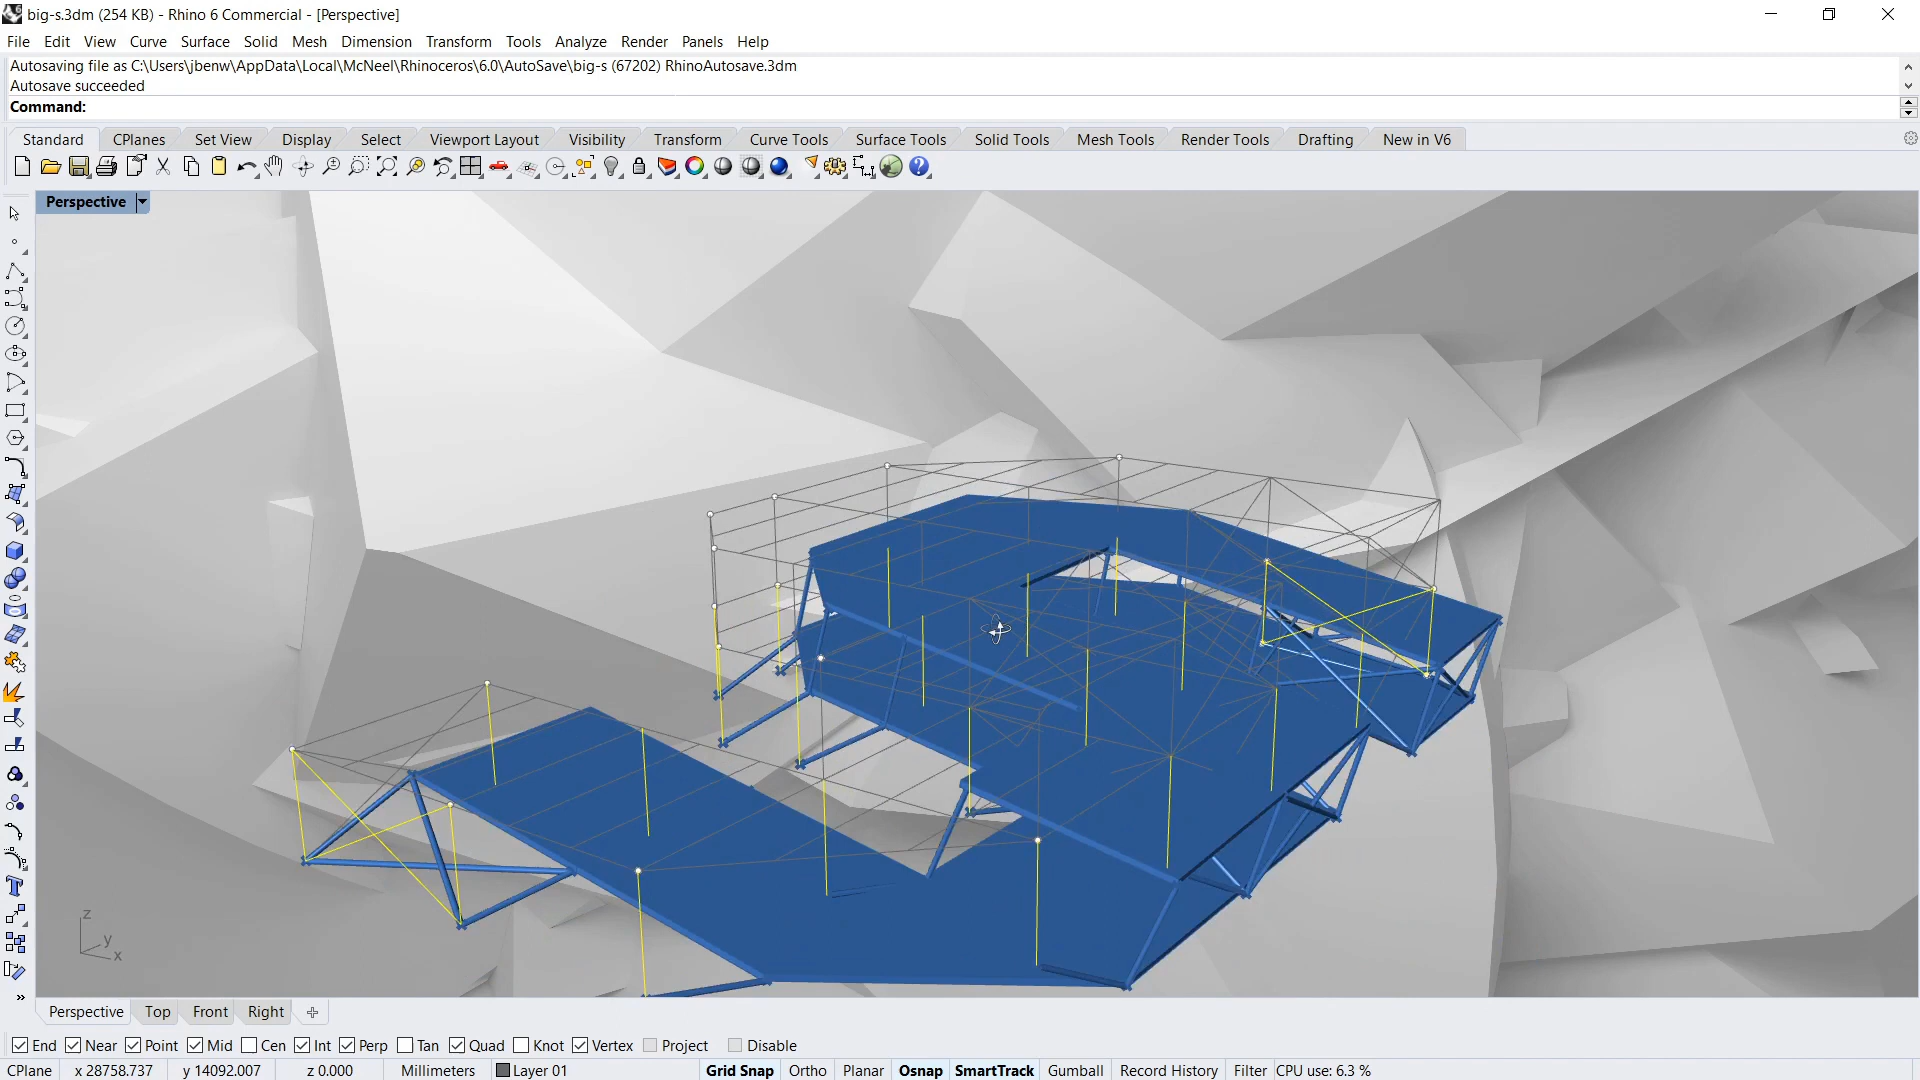 big-s.3dm (254 KB) - Rhino 6 Commercial - [Perspective]
File Edit View Curve Surface Solid Mesh Dimension Transform Tools Analyze Render Panels Help
Autosaving file as C:\Users\jbenw\AppData\Local\McNeel\Rhinoceros\6.0\AutoSave\big-s (67202) RhinoAutosave.3dm
Autosave succeeded
Command:
Standard CPlanes Set View Display Select Viewport Layout Visibility Transform Curve Tools Surface Tools Solid Tools Mesh Tools Render Tools Drafting New in V6
Perspective
z
y
x
Perspective Top Front Right
End Near Point Mid Cen Int Perp Tan Quad Knot Vertex Project Disable
CPlane x 28758.737 y 14092.007 z 0.000 Millimeters Layer 01 Grid Snap Ortho Planar Osnap SmartTrack Gumball Record History Filter CPU use: 6.3 %